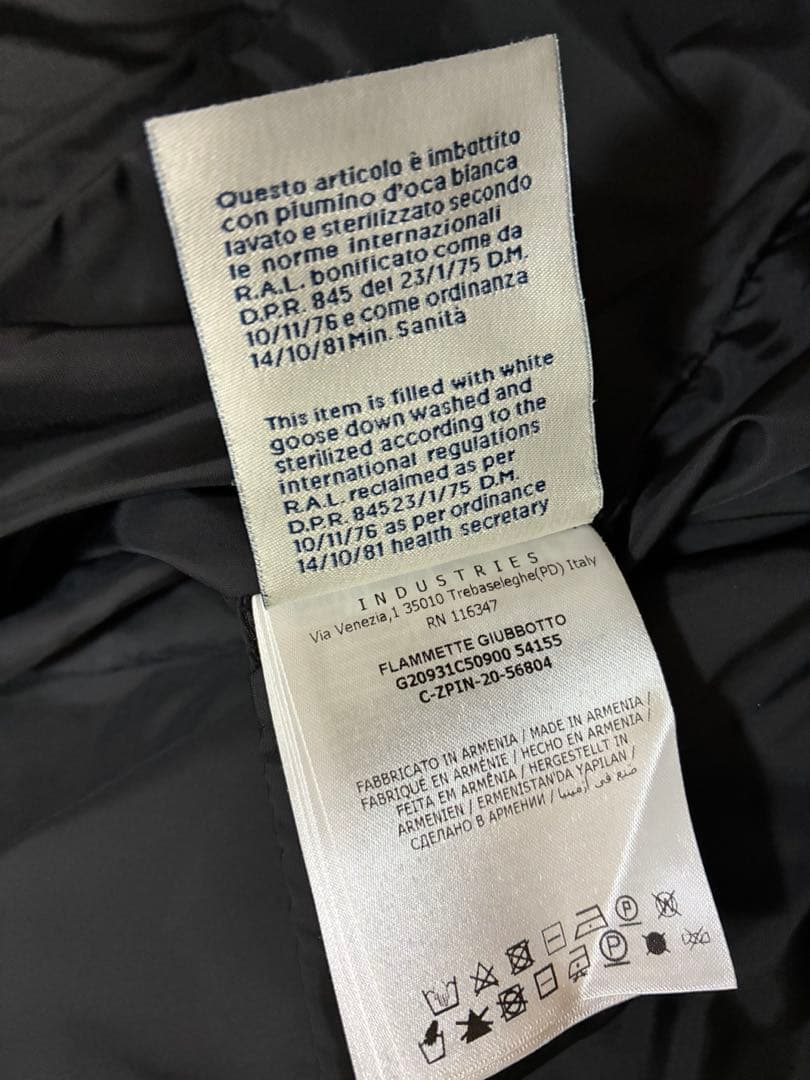 Questo articolo è imbottito
con piumino d'oca bianca
lavato e sterilizzato secondo
le norme internazionali
R.A.L. bonificato come da
D.P.R. 845 del 23/1/75 D.M.
10/11/76 e come ordinanza
14/10/81 Min. Sanità
This item is filled with white
goose down washed and
sterilized according to the
international regulations
R.A.L. reclaimed as per
D.P.R. 84523/1/75 D.M.
10/11/76 as per ordinance
14/10/81 health secretary
INDUSTRIES
Via Venezia,1 35010 Trebaseleghe(PD) Italy
RN 116347
FLAMMETTE GIUBBOTTO
G20931C50900 54155
C-ZPIN-20-56804
FABBRICATO IN ARMENIA / MADE IN ARMENIA /
FABRIQUÉ EN ARMÉNIE / HECHO EN ARMENIA /
FEITA EM ARMÊNIA / HERGESTELLT IN
ARMENIEN / ERMENİSTAN'DA YAPILAN /
СДЕЛАНО В АРМЕНИИ / صنع في أرمينيا
P W
P